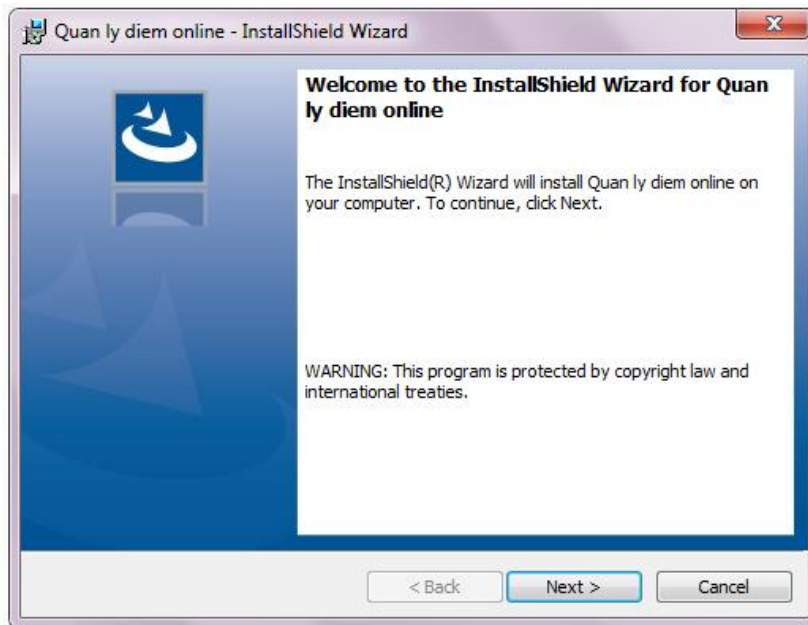 Quan ly diem online - InstallShield Wizard
X
Welcome to the InstallShield Wizard for Quan
ly diem online
The InstallShield(R) Wizard will install Quan ly diem online on
your computer. To continue, click Next.
WARNING: This program is protected by copyright law and
international treaties.
< Back
Next >
Cancel